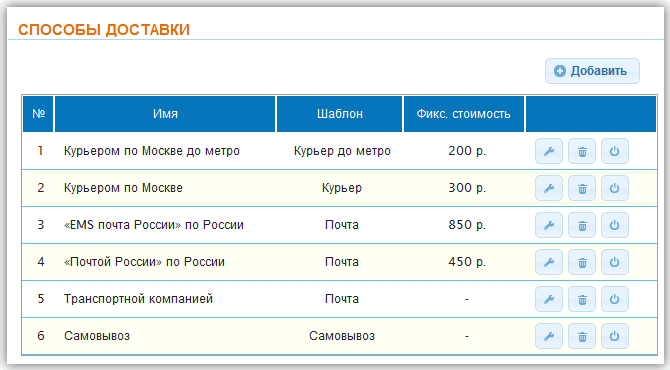 СПОСОБЫ ДОСТАВКИ
Добавить
№ Имя Шаблон Фикс. стоимость
1 Курьером по Москве до метро Курьер до метро 200 р.
2 Курьером по Москве Курьер 300 р.
3 «EMS почта России» по России Почта 850 р.
4 «Почтой России» по России Почта 450 р.
5 Транспортной компанией Почта -
6 Самовывоз Самовывоз -